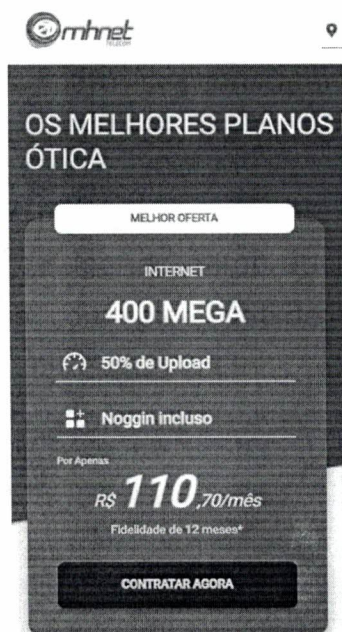 mhnet
TELECOM
OS MELHORES PLANOS
ÓTICA
MELHOR OFERTA
INTERNET
400 MEGA
50% de Upload
Noggin incluso
Por Apenas
R$ 110,70/mês
Fidelidade de 12 meses*
CONTRATAR AGORA